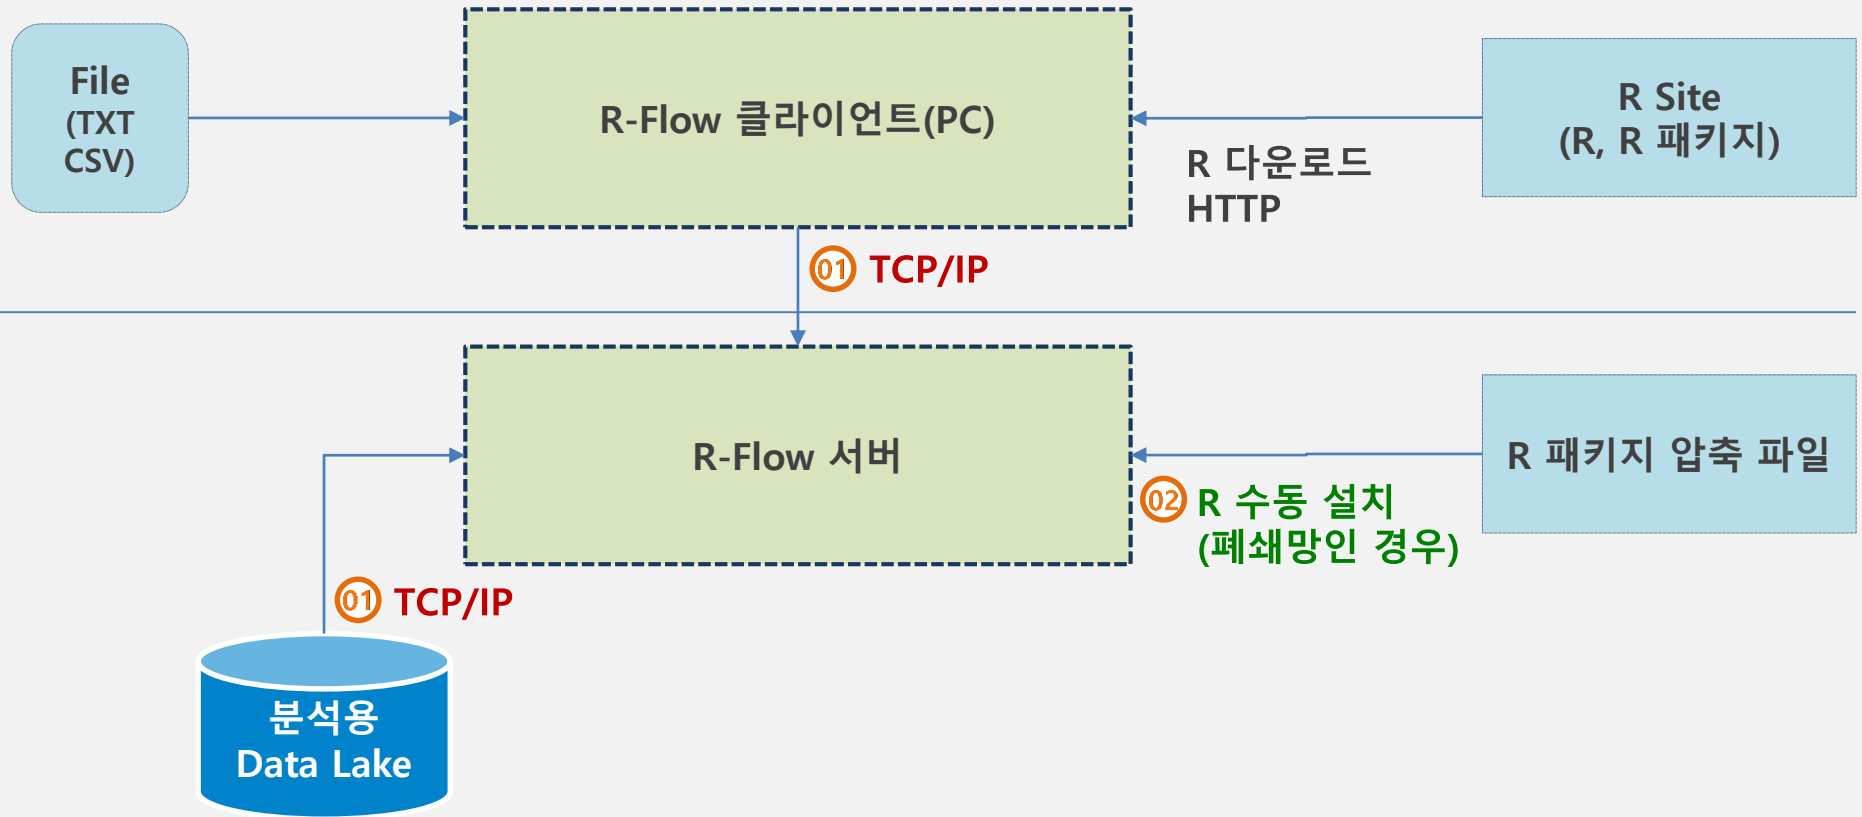 File
(TXT
CSV)
R-Flow 클라이언트(PC)
R Site
(R, R 패키지)
R 다운로드
HTTP
01 TCP/IP
R-Flow 서버
R 패키지 압축 파일
02 R 수동 설치
(폐쇄망인 경우)
01 TCP/IP
분석용
Data Lake